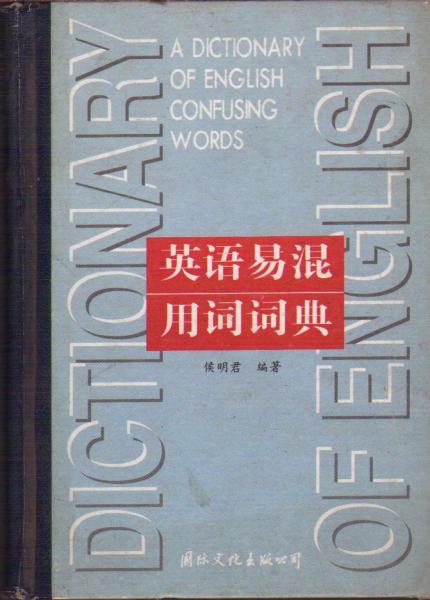 DICTIONARY
OF ENGLISH
A DICTIONARY
OF ENGLISH
CONFUSING
WORDS
英语易混
用词词典
侯明君 编著
国际文化出版公司